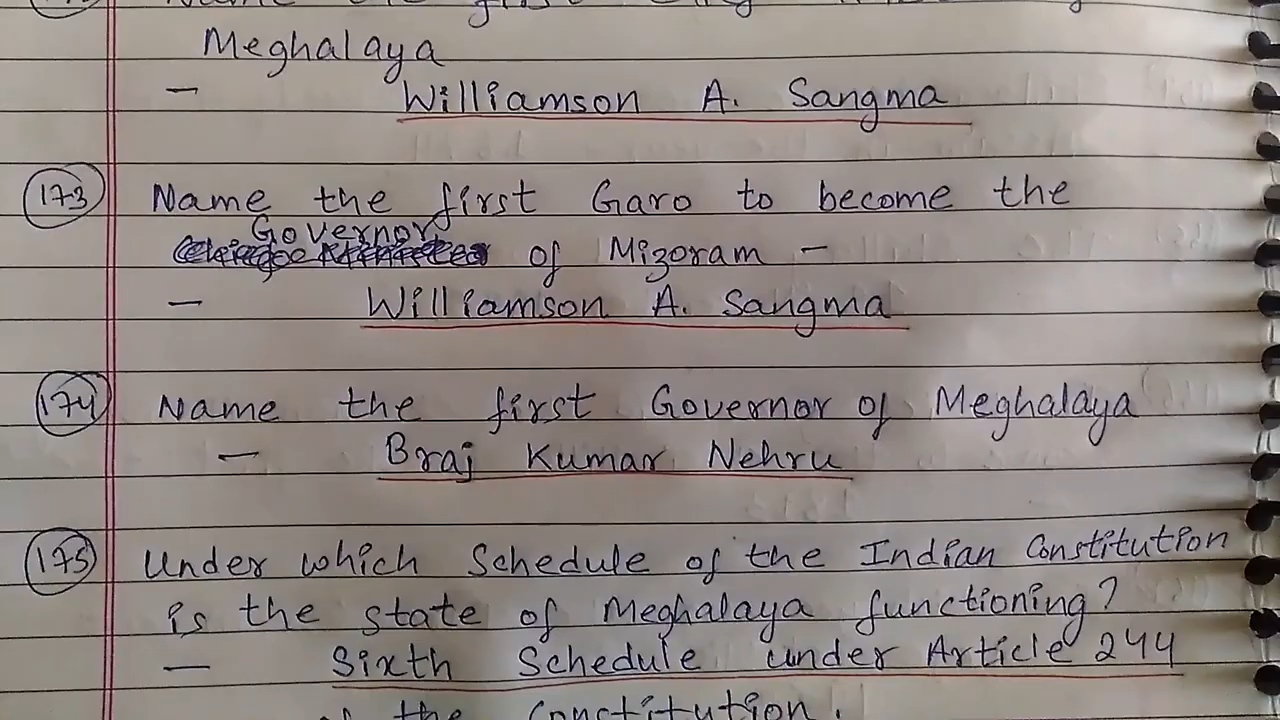 Meghalaya
- Williamson A. Sangma
173 Name the first Garo to become the
Governor
of Mizoram -
- Williamson A. Sangma
174 Name the first Governor of Meghalaya
- Braj Kumar Nehru
175 Under which Schedule of the Indian Constitution
is the state of Meghalaya functioning?
- Sixth Schedule under Article 244
the Constitution.